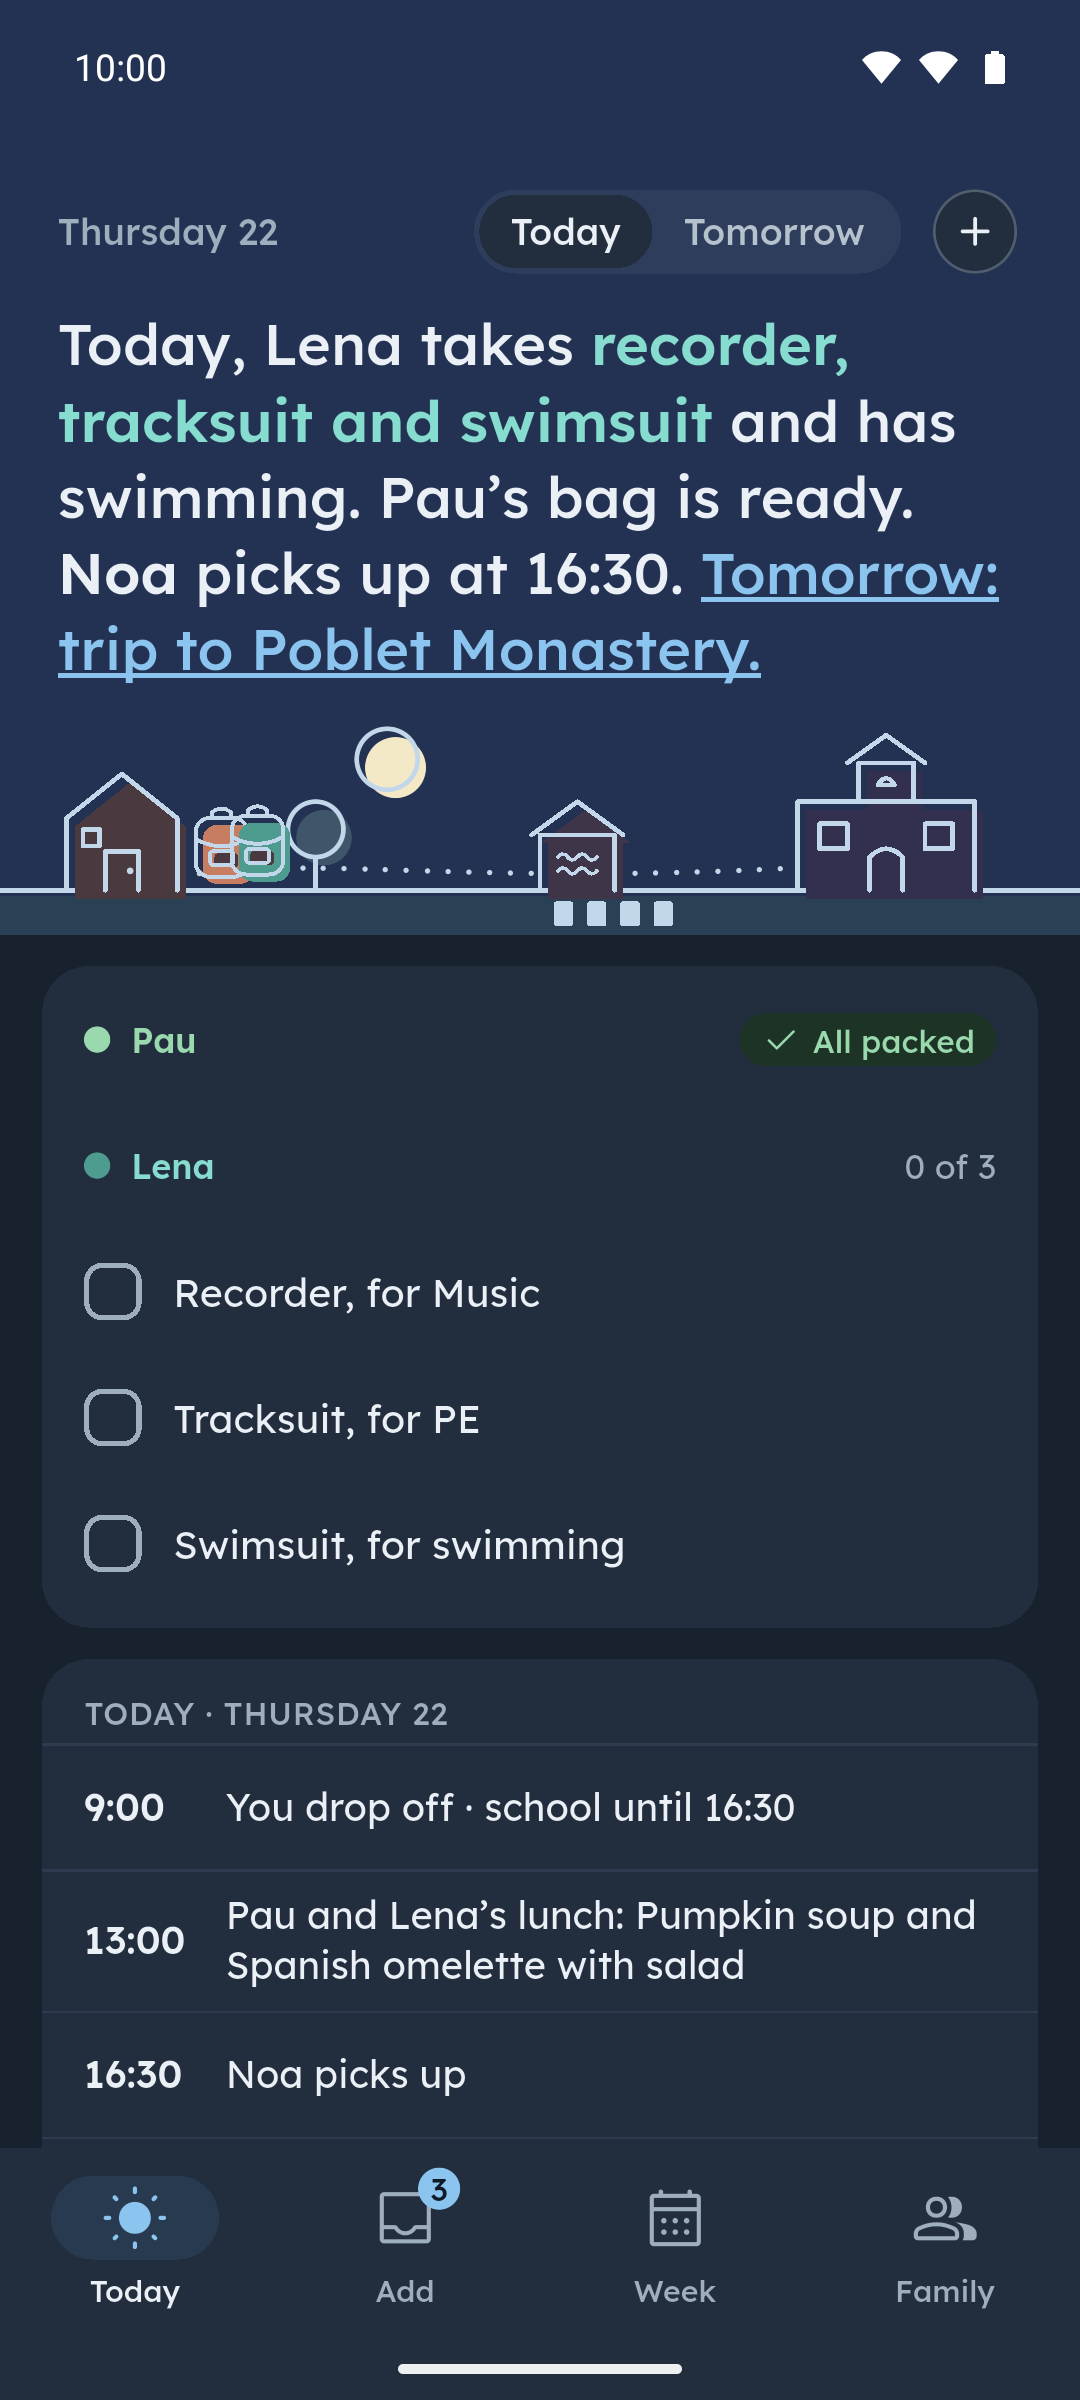 10:00
Thursday 22
Today
Tomorrow
Today, Lena takes recorder,
tracksuit and swimsuit and has
swimming. Pau’s bag is ready.
Noa picks up at 16:30. Tomorrow:
trip to Poblet Monastery.
Pau
All packed
Lena
0 of 3
Recorder, for Music
Tracksuit, for PE
Swimsuit, for swimming
TODAY · THURSDAY 22
9:00
You drop off · school until 16:30
13:00
Pau and Lena’s lunch: Pumpkin soup and
Spanish omelette with salad
16:30
Noa picks up
3
Today
Add
Week
Family